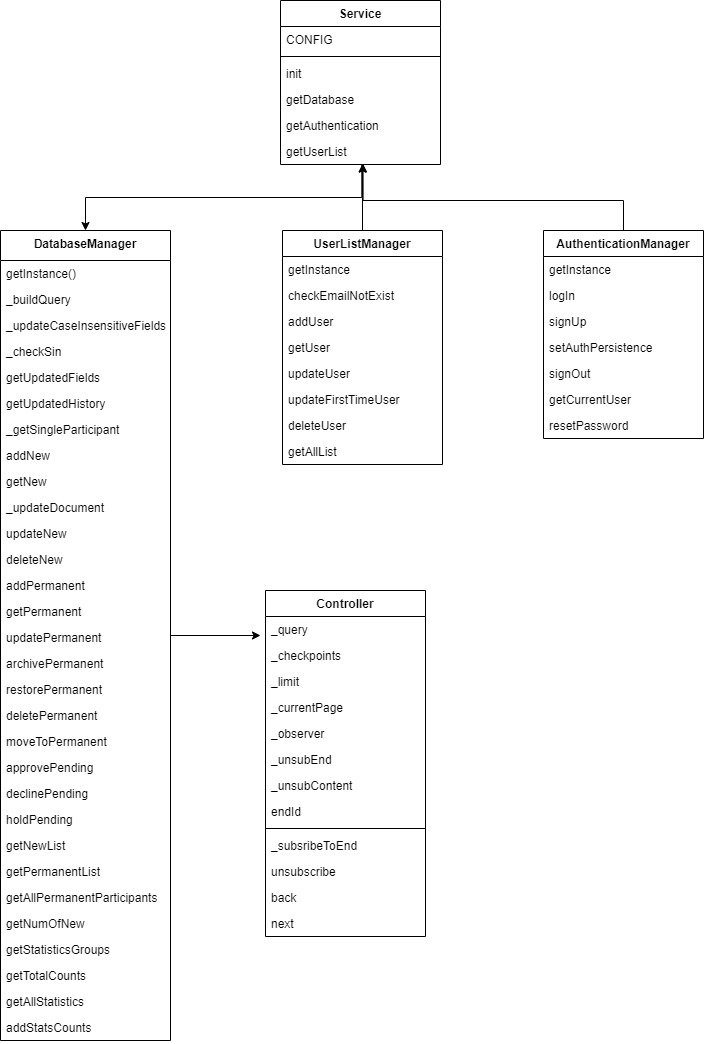 Service
CONFIG
init
getDatabase
getAuthentication
getUserList
DatabaseManager
getInstance()
_buildQuery
_updateCaseInsensitiveFields
_checkSin
getUpdatedFields
getUpdatedHistory
_getSingleParticipant
addNew
getNew
_updateDocument
updateNew
deleteNew
addPermanent
getPermanent
updatePermanent
archivePermanent
restorePermanent
deletePermanent
moveToPermanent
approvePending
declinePending
holdPending
getNewList
getPermanentList
getAllPermanentParticipants
getNumOfNew
getStatisticsGroups
getTotalCounts
getAllStatistics
addStatsCounts
UserListManager
getInstance
checkEmailNotExist
addUser
getUser
updateUser
updateFirstTimeUser
deleteUser
getAllList
AuthenticationManager
getInstance
logIn
signUp
setAuthPersistence
signOut
getCurrentUser
resetPassword
Controller
_query
_checkpoints
_limit
_currentPage
_observer
_unsubEnd
_unsubContent
endId
_subsribeToEnd
unsubscribe
back
next